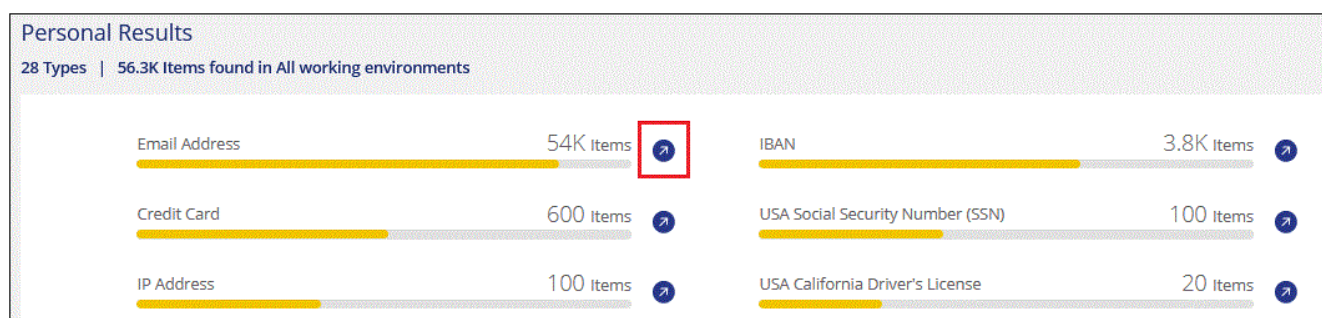 Personal Results
28 Types | 56.3K Items found in All working environments
Email Address 54K Items IBAN 3.8K Items
Credit Card 600 Items USA Social Security Number (SSN) 100 Items
IP Address 100 Items USA California Driver's License 20 Items